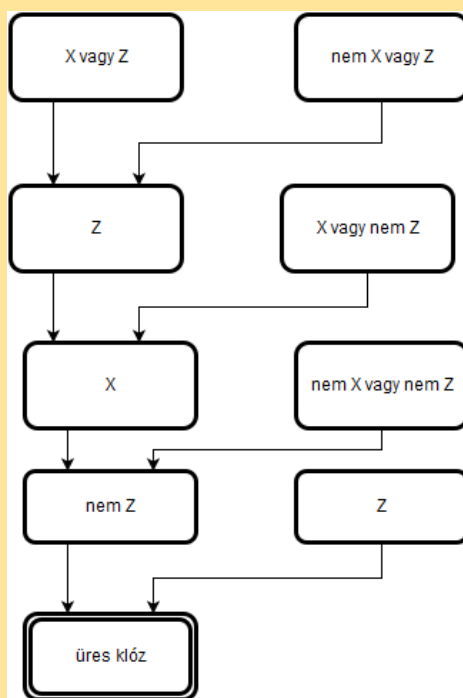 X vagy Z
nem X vagy Z
Z
X vagy nem Z
X
nem X vagy nem Z
nem Z
Z
üres klóz